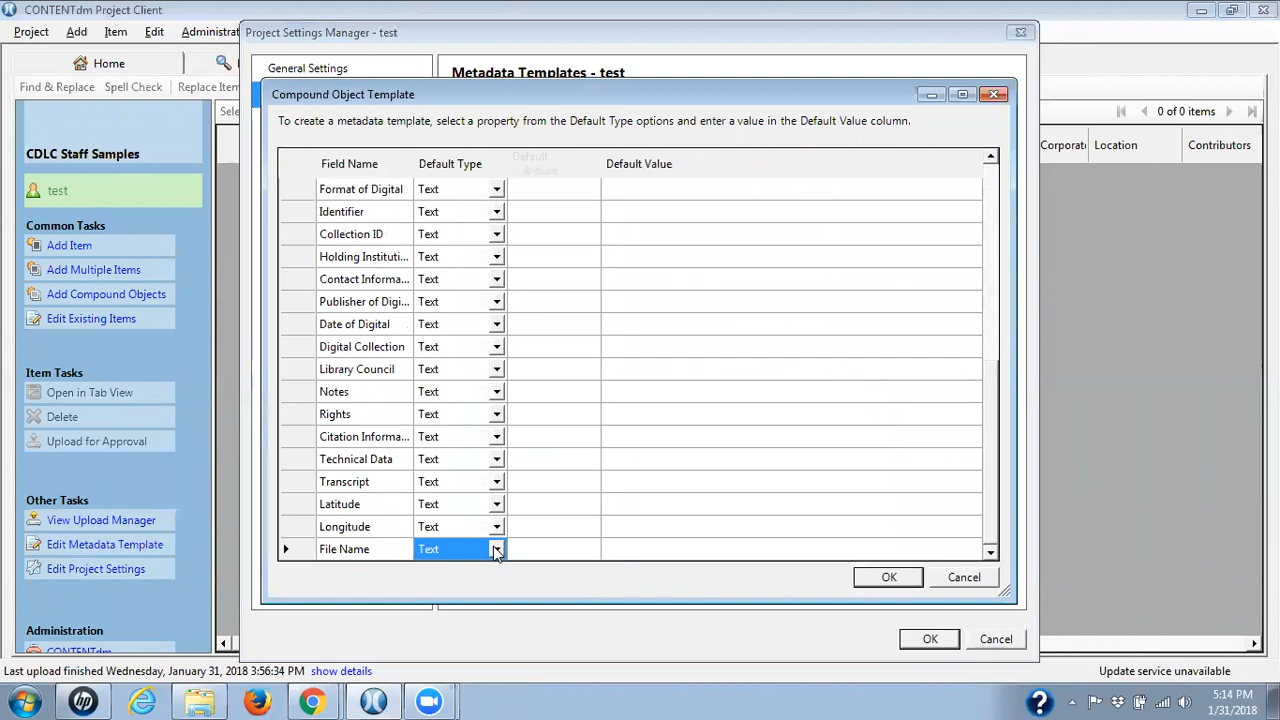 CONTENTdm Project Client
Project Add Item Edit Administrat
Project Settings Manager - test
Home
General Settings
Metadata Templates - test
Find & Replace Spell Check Replace Item
Compound Object Template
To create a metadata template, select a property from the Default Type options and enter a value in the Default Value column.
0 of 0 items
Field Name Default Type Default Default Value
Corporate Location Contributors
CDLC Staff Samples
test
Common Tasks
Add Item
Add Multiple Items
Add Compound Objects
Edit Existing Items
Item Tasks
Open in Tab View
Delete
Upload for Approval
Other Tasks
View Upload Manager
Edit Metadata Template
Edit Project Settings
Administration
CONTENTdm
Format of Digital Text
Identifier Text
Collection ID Text
Holding Instituti... Text
Contact Informa... Text
Publisher of Digi... Text
Date of Digital Text
Digital Collection Text
Library Council Text
Notes Text
Rights Text
Citation Informa... Text
Technical Data Text
Transcript Text
Latitude Text
Longitude Text
File Name Text
OK Cancel
OK Cancel
Last upload finished Wednesday, January 31, 2018 3:56:34 PM show details
Update service unavailable
5:14 PM
1/31/2018